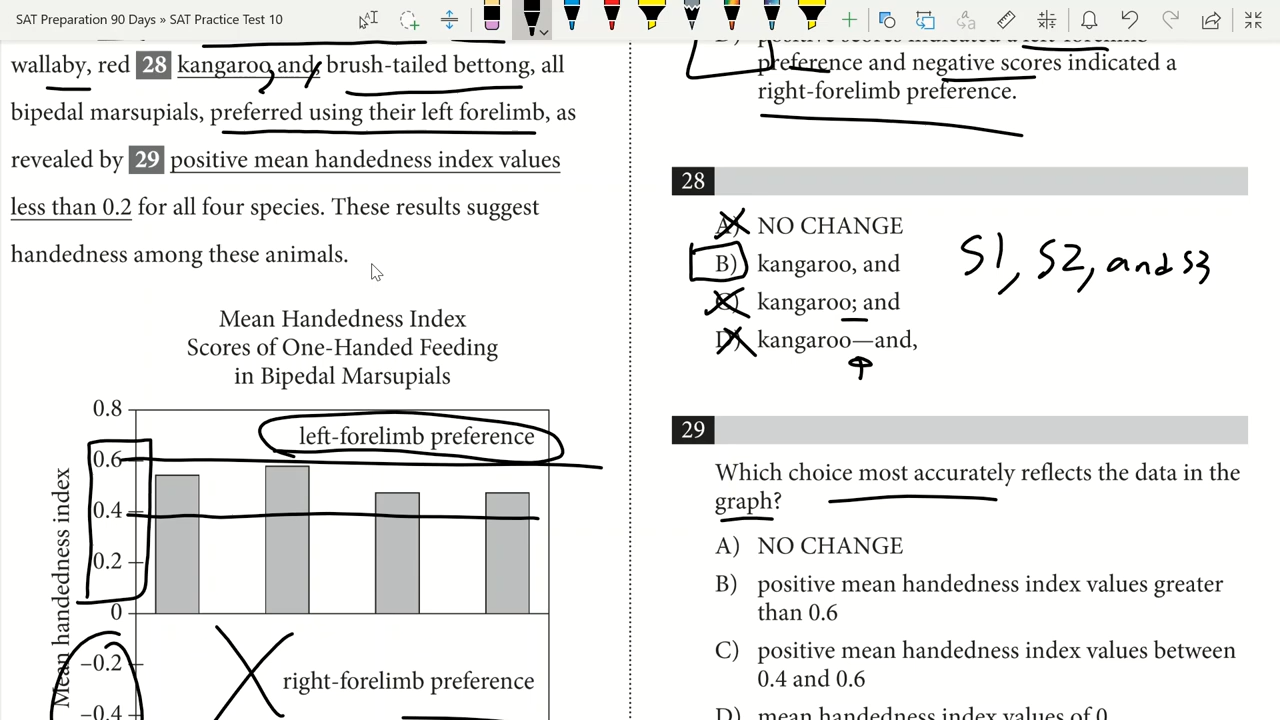 SAT Preparation 90 Days » SAT Practice Test 10
wallaby, red 28 kangaroo, and, brush-tailed bettong, all
bipedal marsupials, preferred using their left forelimb, as
revealed by 29 positive mean handedness index values
less than 0.2 for all four species. These results suggest
handedness among these animals.
Mean Handedness Index
Scores of One-Handed Feeding
in Bipedal Marsupials
Mean handedness index
0.8
left-forelimb preference
0.6
0.4
0.2
0
–0.2
right-forelimb preference
–0.4
preference and negative scores indicated a
right-forelimb preference.
28
A) NO CHANGE
B) kangaroo, and
C) kangaroo; and
D) kangaroo—and,
S1, S2, and S3
29
Which choice most accurately reflects the data in the
graph?
A) NO CHANGE
B) positive mean handedness index values greater
than 0.6
C) positive mean handedness index values between
0.4 and 0.6
D) mean handedness index values of 0